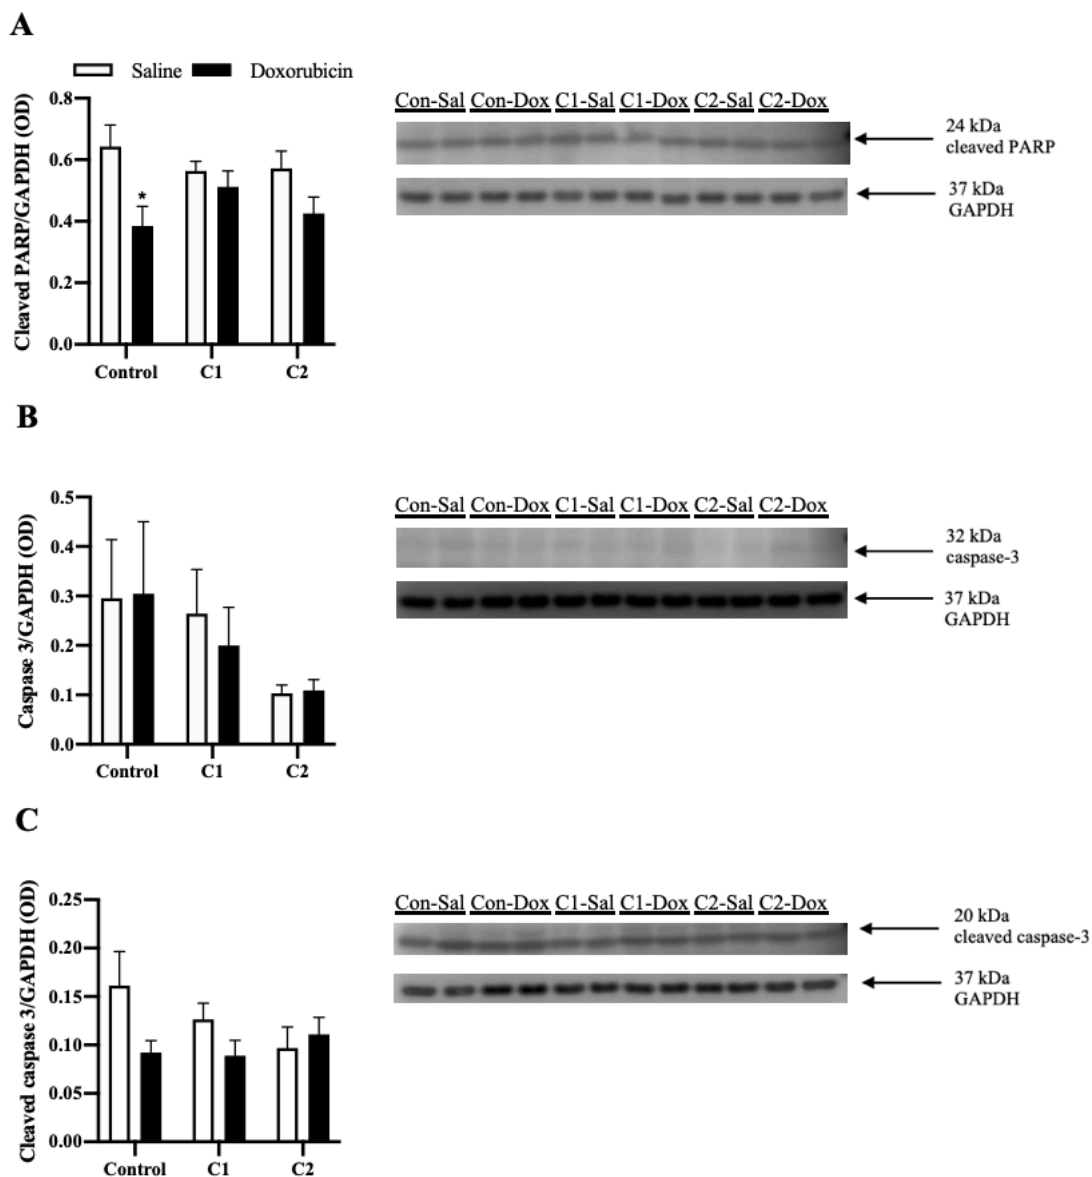 A
Saline Doxorubicin
Cleaved PARP/GAPDH (OD)
0.8
0.6
0.4
0.2
0.0
*
Control C1 C2
Con-Sal Con-Dox C1-Sal C1-Dox C2-Sal C2-Dox
24 kDa
cleaved PARP
37 kDa
GAPDH
B
Caspase 3/GAPDH (OD)
0.5
0.4
0.3
0.2
0.1
0.0
Control C1 C2
Con-Sal Con-Dox C1-Sal C1-Dox C2-Sal C2-Dox
32 kDa
caspase-3
37 kDa
GAPDH
C
Cleaved caspase 3/GAPDH (OD)
0.25
0.20
0.15
0.10
0.05
0.00
Control C1 C2
Con-Sal Con-Dox C1-Sal C1-Dox C2-Sal C2-Dox
20 kDa
cleaved caspase-3
37 kDa
GAPDH